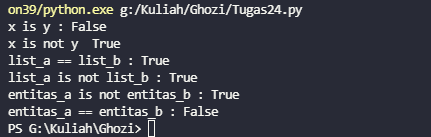 on39/python.exe g:/Kuliah/Ghozi/Tugas24.py
x is y : False
x is not y  True
list_a == list_b : True
list_a is not list_b : True
entitas_a is not entitas_b : True
entitas_a == entitas_b : False
PS G:\Kuliah\Ghozi>